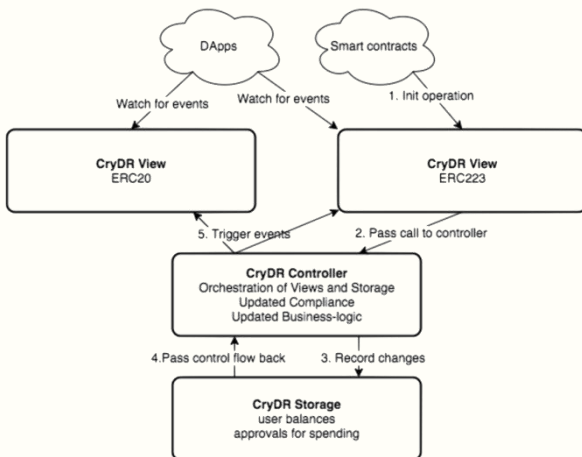 DApps
Smart contracts
Watch for events
Watch for events
1. Init operation
CryDR View
ERC20
CryDR View
ERC223
5. Trigger events
2. Pass call to controller
CryDR Controller
Orchestration of Views and Storage
Updated Compliance
Updated Business-logic
4.Pass control flow back
3. Record changes
CryDR Storage
user balances
approvals for spending